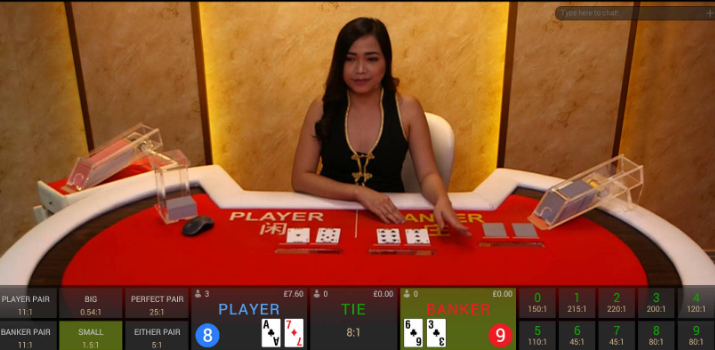 Type here to chat!
PLAYER BANKER
闲 庄
3 £7.60
0 £0.00
0 £0.00
PLAYER PAIR
11:1
BIG
0.54:1
PERFECT PAIR
25:1
PLAYER
TIE
BANKER
0
150:1
1
215:1
2
220:1
3
200:1
4
120:1
BANKER PAIR
11:1
SMALL
1.5:1
EITHER PAIR
5:1
8
A
7
8:1
6
3
9
5
110:1
6
45:1
7
45:1
8
80:1
9
80:1